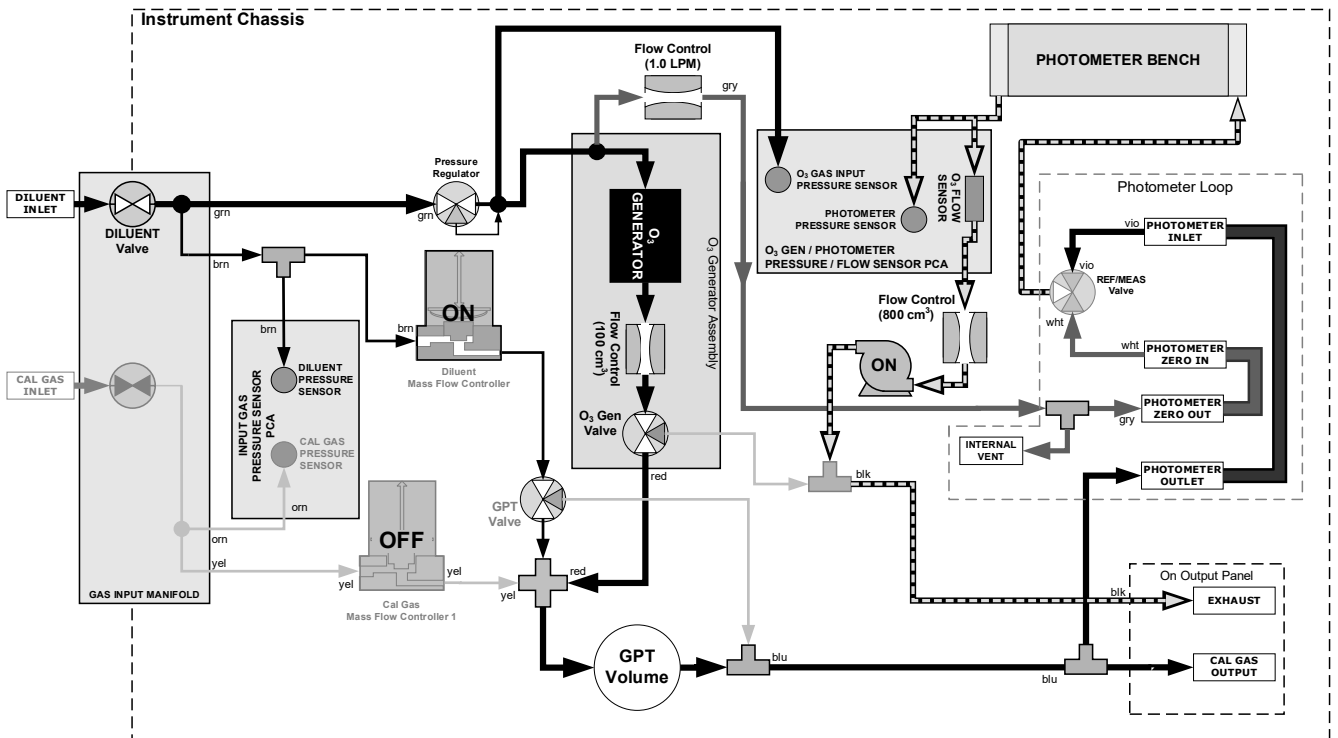 Instrument Chassis
Flow Control
(1.0 LPM)
gry
PHOTOMETER BENCH
Pressure
Regulator
O₃ GAS INPUT
PRESSURE SENSOR
PHOTOMETER
PRESSURE SENSOR
O₃ FLOW
SENSOR
O₃ GEN / PHOTOMETER
PRESSURE / FLOW SENSOR PCA
Photometer Loop
DILUENT
INLET
DILUENT
Valve
grn
grn
O₃
GENERATOR
O₃ Generator Assembly
vio
PHOTOMETER
INLET
vio
REF/MEAS
Valve
wht
wht
PHOTOMETER
ZERO IN
brn
brn
ON
brn
Diluent
Mass Flow Controller
Flow Control
(100 cm³)
Flow Control
(800 cm³)
ON
CAL GAS
INLET
DILUENT
PRESSURE
SENSOR
INPUT GAS
PRESSURE SENSOR
PCA
CAL GAS
PRESSURE
SENSOR
orn
orn
O₃ Gen
Valve
red
PHOTOMETER
ZERO OUT
gry
INTERNAL
VENT
PHOTOMETER
OUTLET
blk
GPT
Valve
OFF
yel
yel
yel
yel
red
Cal Gas
Mass Flow Controller 1
GAS INPUT MANIFOLD
On Output Panel
blk
EXHAUST
GPT
Volume
blu
blu
CAL GAS
OUTPUT